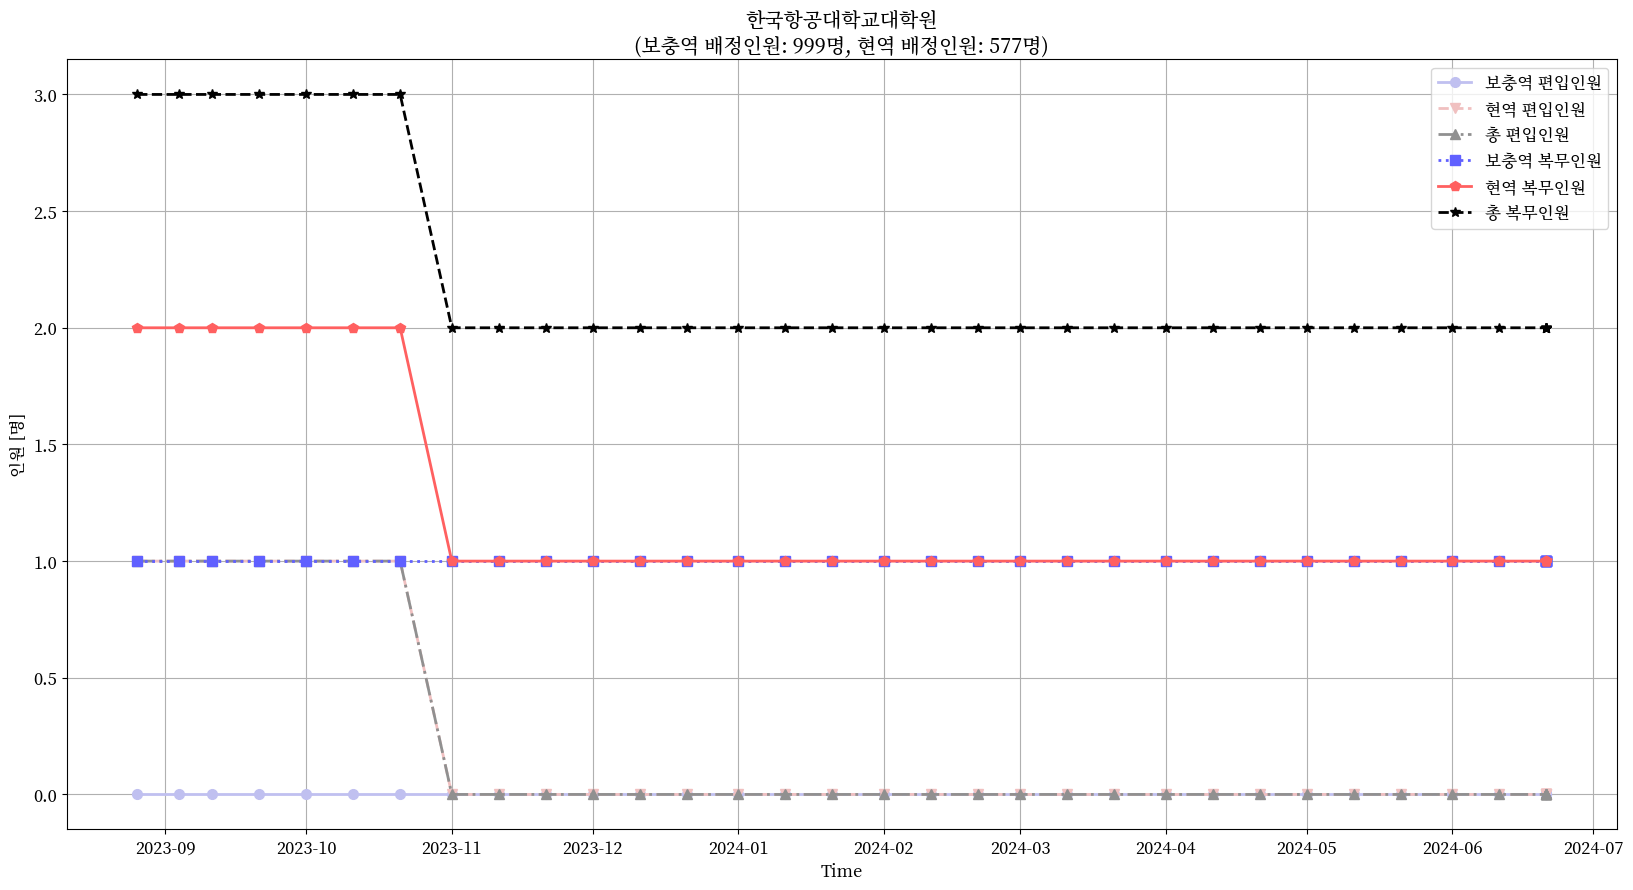 한국항공대학교대학원
(보충역 배정인원: 999명, 현역 배정인원: 577명)
보충역 편입인원
현역 편입인원
총 편입인원
보충역 복무인원
현역 복무인원
총 복무인원
인원 [명]
3.0
2.5
2.0
1.5
1.0
0.5
0.0
2023-09
2023-10
2023-11
2023-12
2024-01
2024-02
2024-03
2024-04
2024-05
2024-06
2024-07
Time